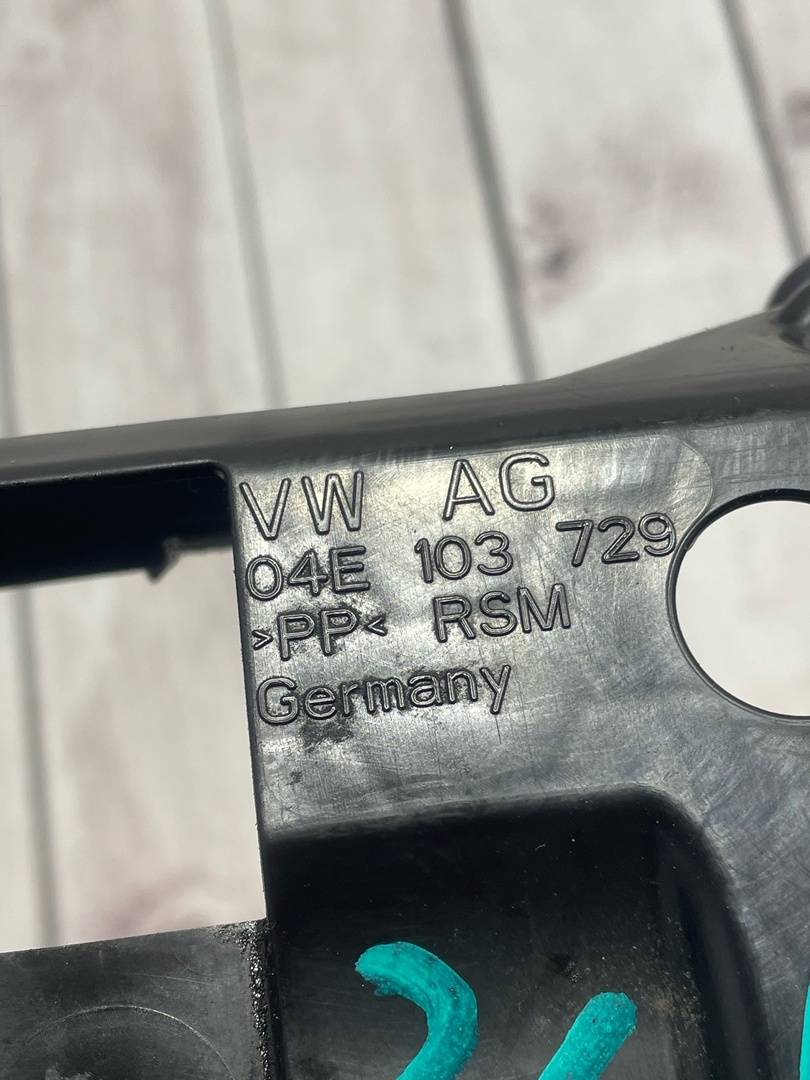 VW AG
04E 103 729
>PP< RSM
Germany